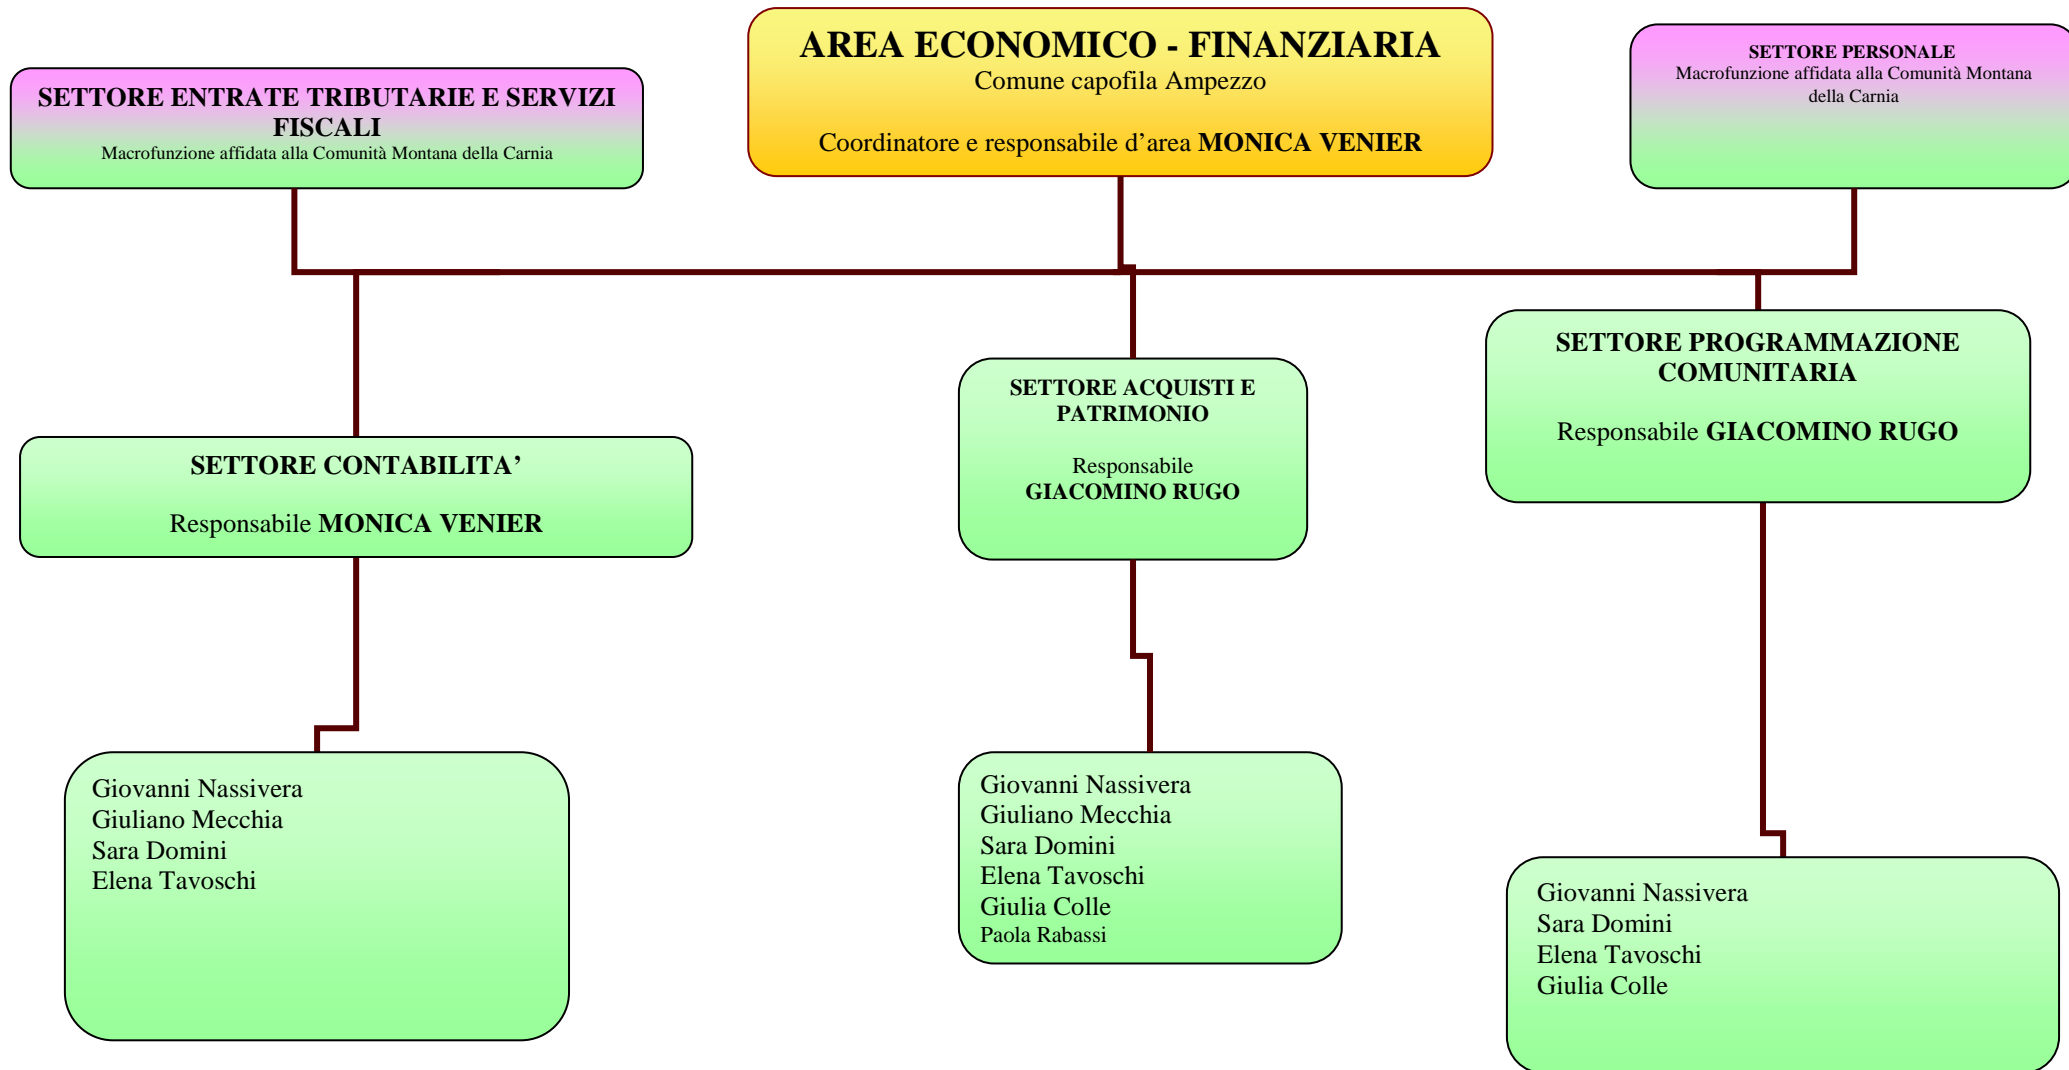 SETTORE ENTRATE TRIBUTARIE E SERVIZI
FISCALI
Macrofunzione affidata alla Comunità Montana della Carnia
AREA ECONOMICO - FINANZIARIA
Comune capofila Ampezzo
Coordinatore e responsabile d’area MONICA VENIER
SETTORE PERSONALE
Macrofunzione affidata alla Comunità Montana
della Carnia
SETTORE CONTABILITA’
Responsabile MONICA VENIER
SETTORE ACQUISTI E
PATRIMONIO
Responsabile
GIACOMINO RUGO
SETTORE PROGRAMMAZIONE
COMUNITARIA
Responsabile GIACOMINO RUGO
Giovanni Nassivera
Giuliano Mecchia
Sara Domini
Elena Tavoschi
Giovanni Nassivera
Giuliano Mecchia
Sara Domini
Elena Tavoschi
Giulia Colle
Paola Rabassi
Giovanni Nassivera
Sara Domini
Elena Tavoschi
Giulia Colle